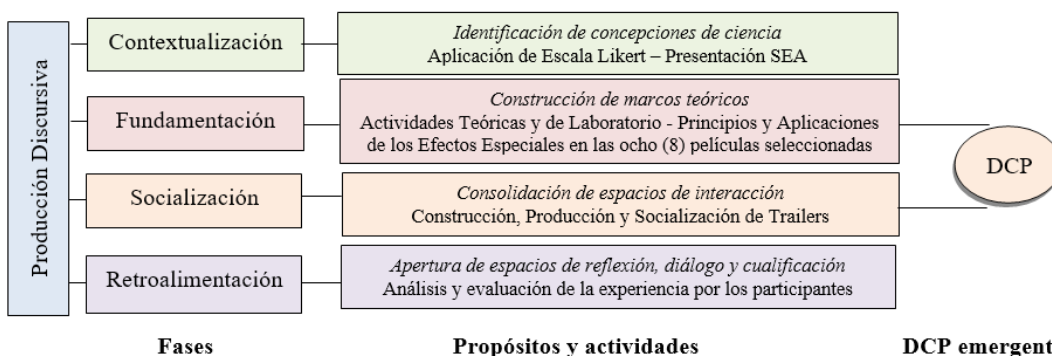 Producción Discursiva
Contextualización
Identificación de concepciones de ciencia
Aplicación de Escala Likert – Presentación SEA
Fundamentación
Construcción de marcos teóricos
Actividades Teóricas y de Laboratorio - Principios y Aplicaciones
de los Efectos Especiales en las ocho (8) películas seleccionadas
DCP
Socialización
Consolidación de espacios de interacción
Construcción, Producción y Socialización de Trailers
Retroalimentación
Apertura de espacios de reflexión, diálogo y cualificación
Análisis y evaluación de la experiencia por los participantes
Fases
Propósitos y actividades
DCP emergent